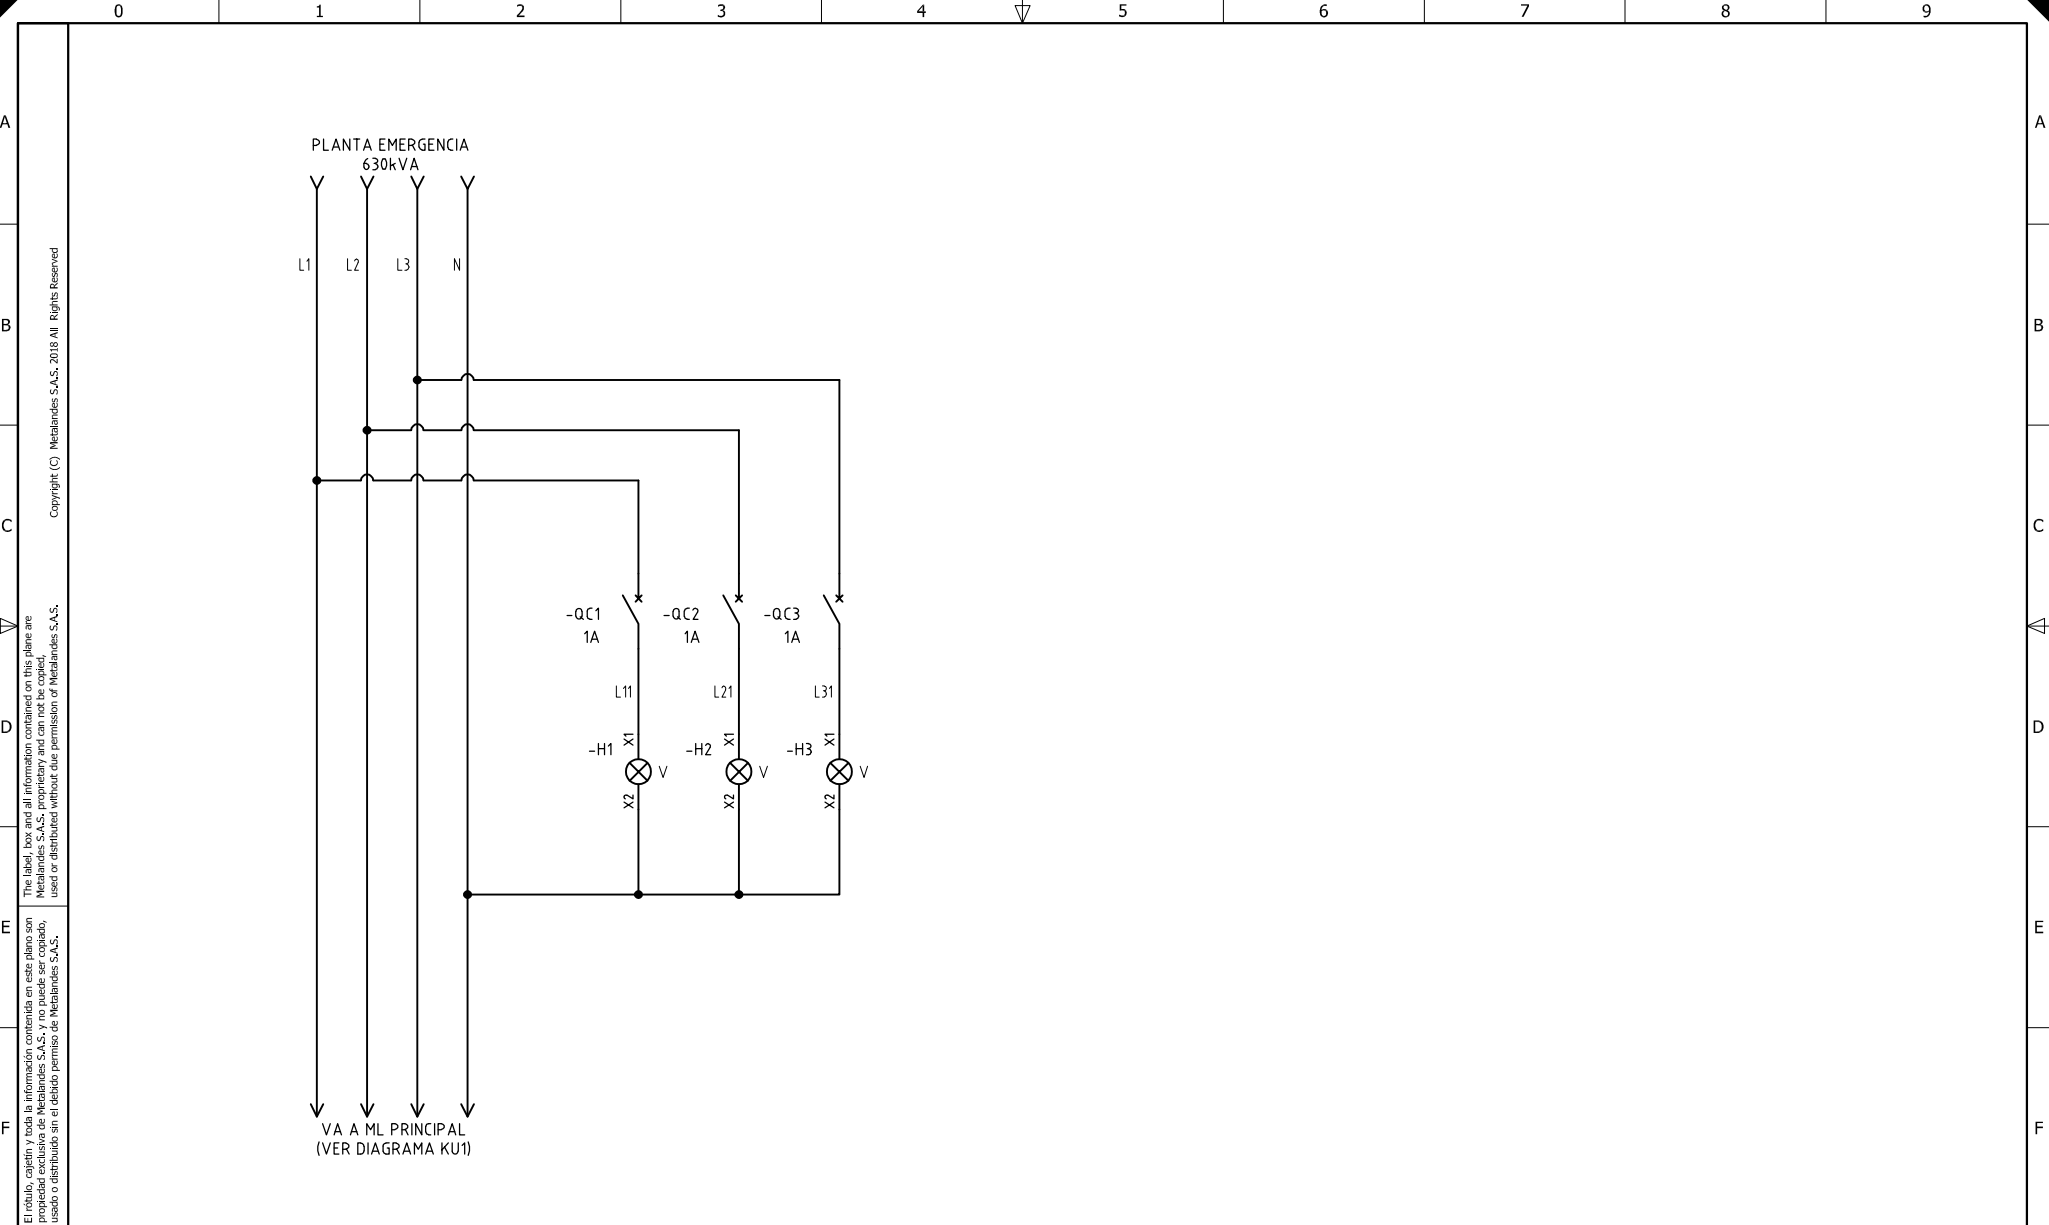 0 1 2 3 4 5 6 7 8 9
A A
PLANTA EMERGENCIA
630kVA
L1 L2 L3 N
B B
C C
-QC1 -QC2 -QC3
1A 1A 1A
L11 L21 L31
D D
X1 X1 X1
-H1 -H2 -H3
V V V
X2 X2 X2
E E
F F
VA A ML PRINCIPAL
(VER DIAGRAMA KU1)
Copyright (C) Metalandes S.A.S. 2018 All Rights Reserved
The label, box and all information contained on this plane are
Metalandes S.A.S. proprietary and can not be copied,
used or distributed without due permission of Metalandes S.A.S.
El rótulo, cajetín y toda la información contenida en este plano son
propiedad exclusiva de Metalandes S.A.S. y no puede ser copiado,
usado o distribuido sin el debido permiso de Metalandes S.A.S.